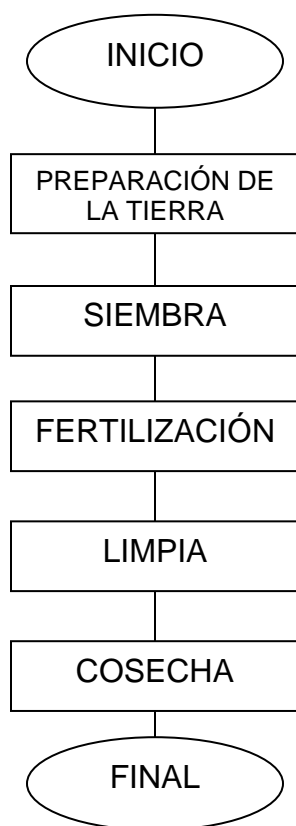 INICIO
PREPARACIÓN DE
LA TIERRA
SIEMBRA
FERTILIZACIÓN
LIMPIA
COSECHA
FINAL